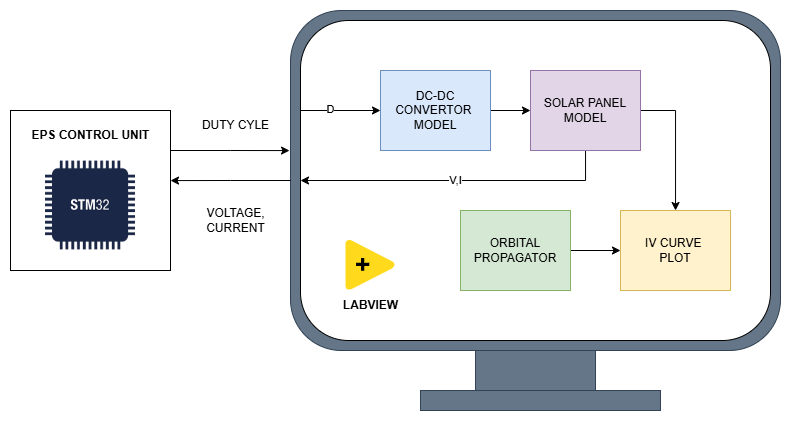 EPS CONTROL UNIT
STM32
DUTY CYLE
VOLTAGE,
CURRENT
D
DC-DC
CONVERTOR
MODEL
SOLAR PANEL
MODEL
V,I
ORBITAL
PROPAGATOR
IV CURVE
PLOT
+
LABVIEW